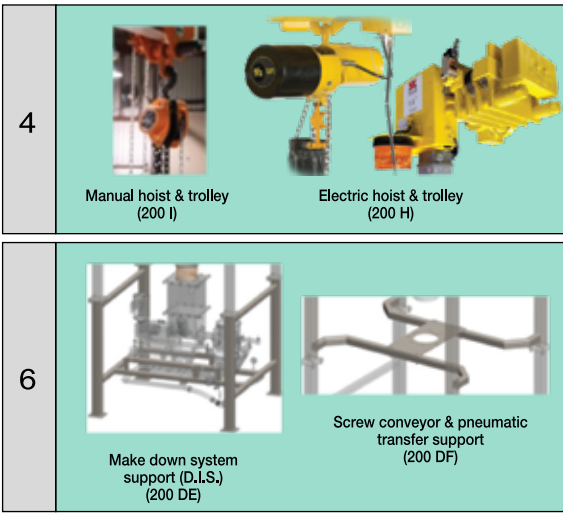 4
Manual hoist & trolley
(200 I)
Electric hoist & trolley
(200 H)
6
Make down system
support (D.I.S.)
(200 DE)
Screw conveyor & pneumatic
transfer support
(200 DF)